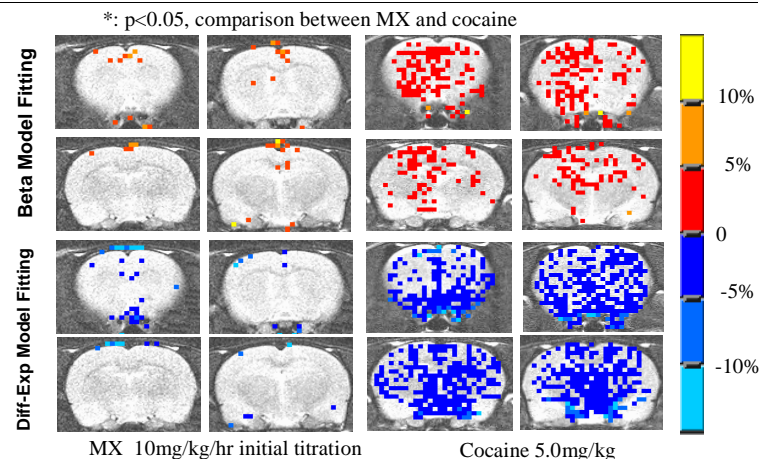 *: p<0.05, comparison between MX and cocaine
Beta Model Fitting
Diff-Exp Model Fitting
10%
5%
0
-5%
-10%
MX 10mg/kg/hr initial titration
Cocaine 5.0mg/kg